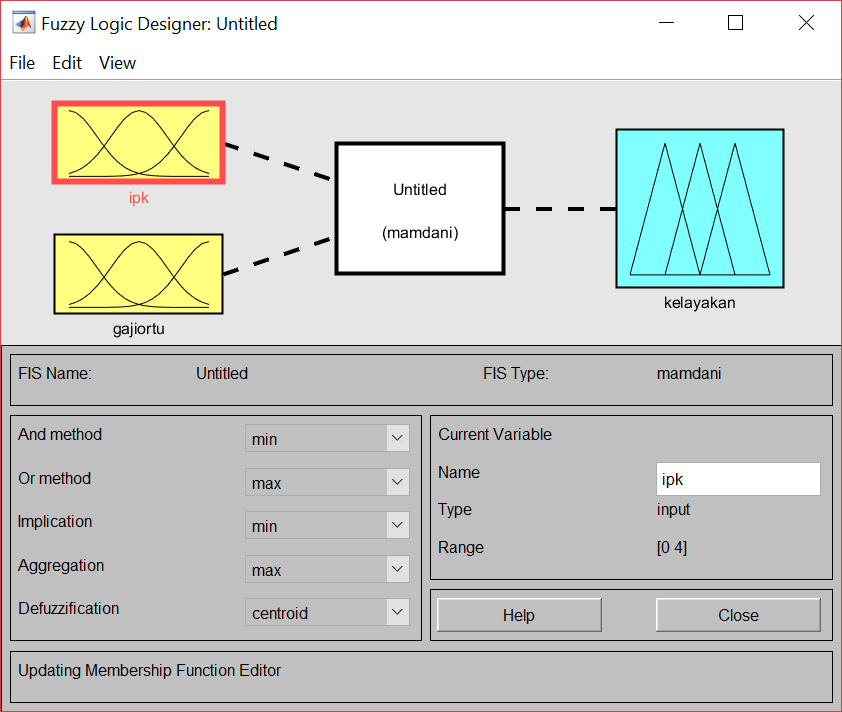 Fuzzy Logic Designer: Untitled
File Edit View
ipk
Untitled
(mamdani)
gajiortu
kelayakan
FIS Name: Untitled FIS Type: mamdani
And method min
Or method max
Implication min
Aggregation max
Defuzzification centroid
Current Variable
Name ipk
Type input
Range [0 4]
Help Close
Updating Membership Function Editor